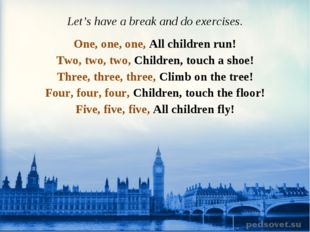 Let's have a break and do exercises.
One, one, one, All children run!
Two, two, two, Children, touch a shoe!
Three, three, three, Climb on the tree!
Four, four, four, Children, touch the floor!
Five, five, five, All children fly!
pedsovet.su